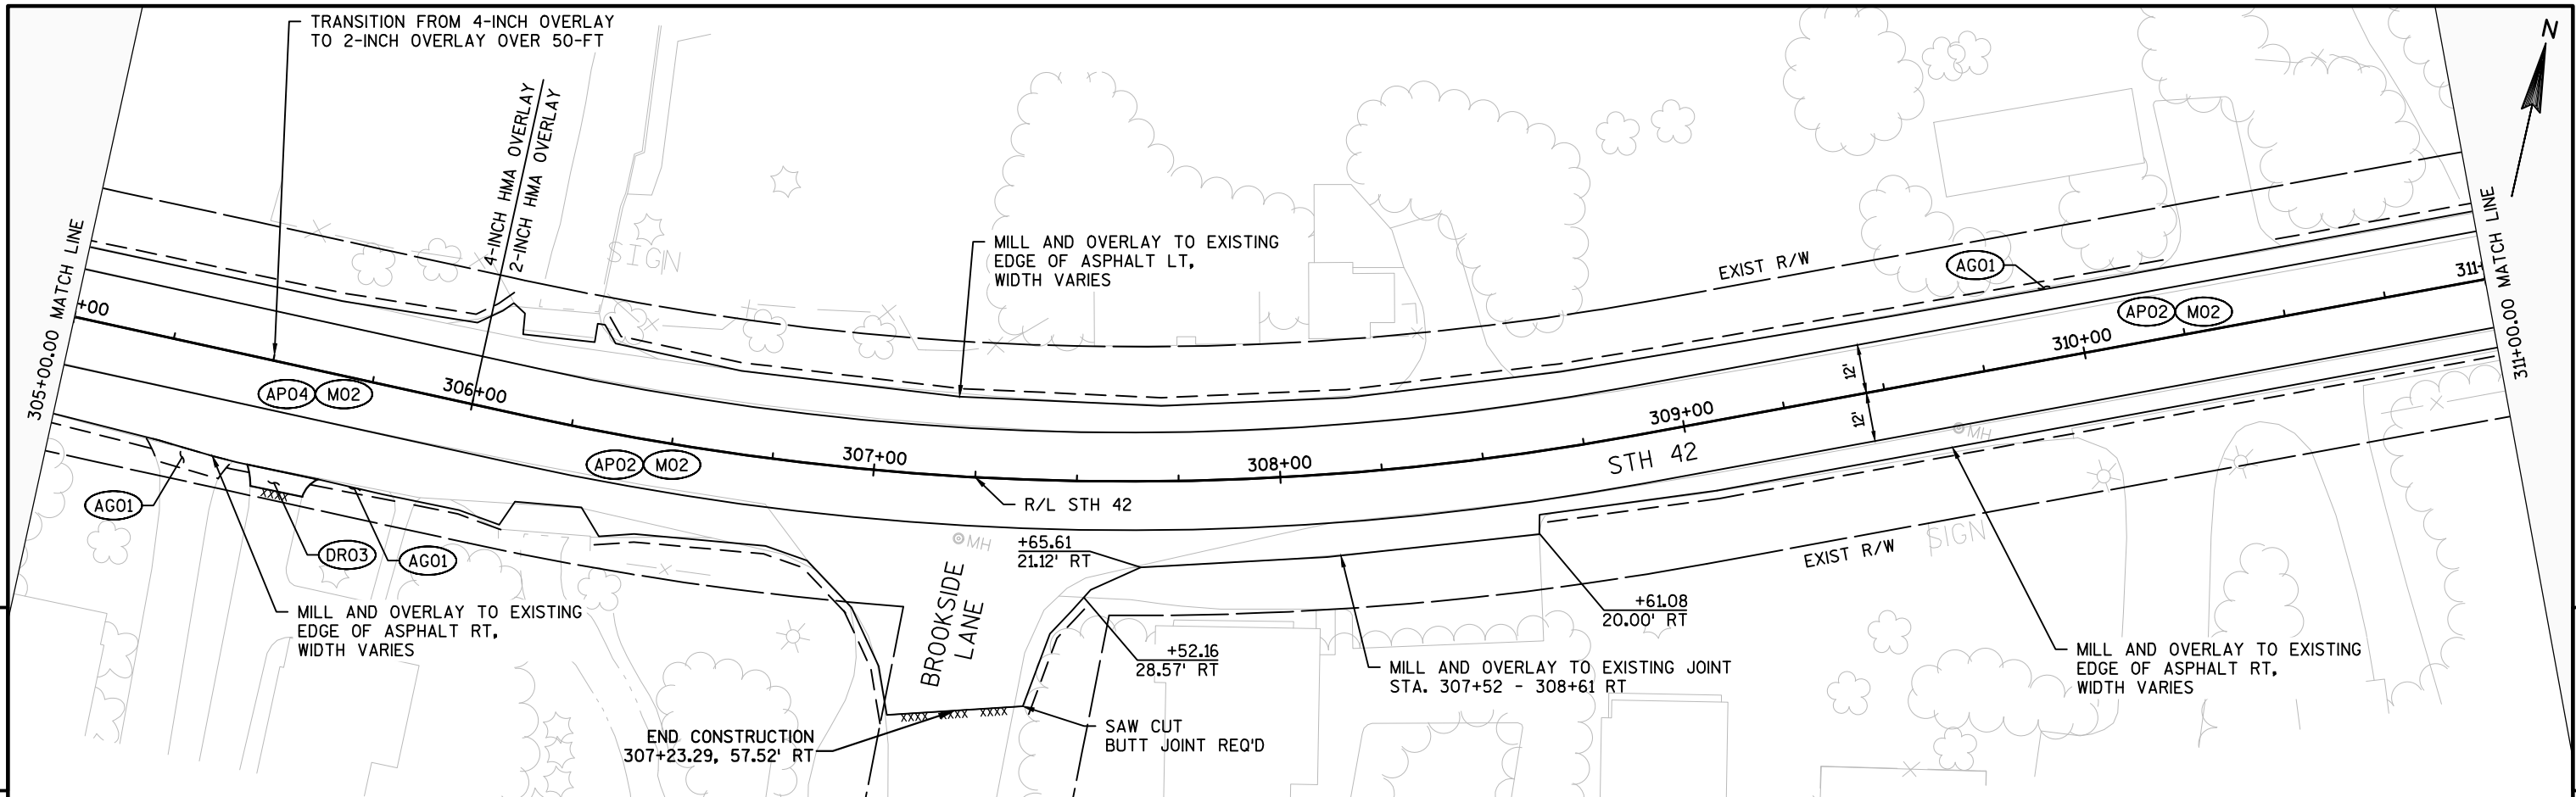 TRANSITION FROM 4-INCH OVERLAY
TO 2-INCH OVERLAY OVER 50-FT
N
4-INCH HMA OVERLAY
2-INCH HMA OVERLAY
SIGN
MILL AND OVERLAY TO EXISTING
EDGE OF ASPHALT LT,
WIDTH VARIES
EXIST R/W
AG01
305+00.00 MATCH LINE
+00
311+
311+00.00 MATCH LINE
AP02 M02
310+00
12'
12'
AP04 M02
306+00
309+00
MH
STH 42
AP02 M02
307+00
308+00
R/L STH 42
AG01
DR03
AG01
XXXX
MH
+65.61
21.12' RT
EXIST R/W
SIGN
BROOKSIDE
LANE
MILL AND OVERLAY TO EXISTING
EDGE OF ASPHALT RT,
WIDTH VARIES
+61.08
20.00' RT
+52.16
28.57' RT
MILL AND OVERLAY TO EXISTING JOINT
STA. 307+52 - 308+61 RT
MILL AND OVERLAY TO EXISTING
EDGE OF ASPHALT RT,
WIDTH VARIES
XXXX XXXX XXXX
END CONSTRUCTION
307+23.29, 57.52' RT
SAW CUT
BUTT JOINT REQ'D